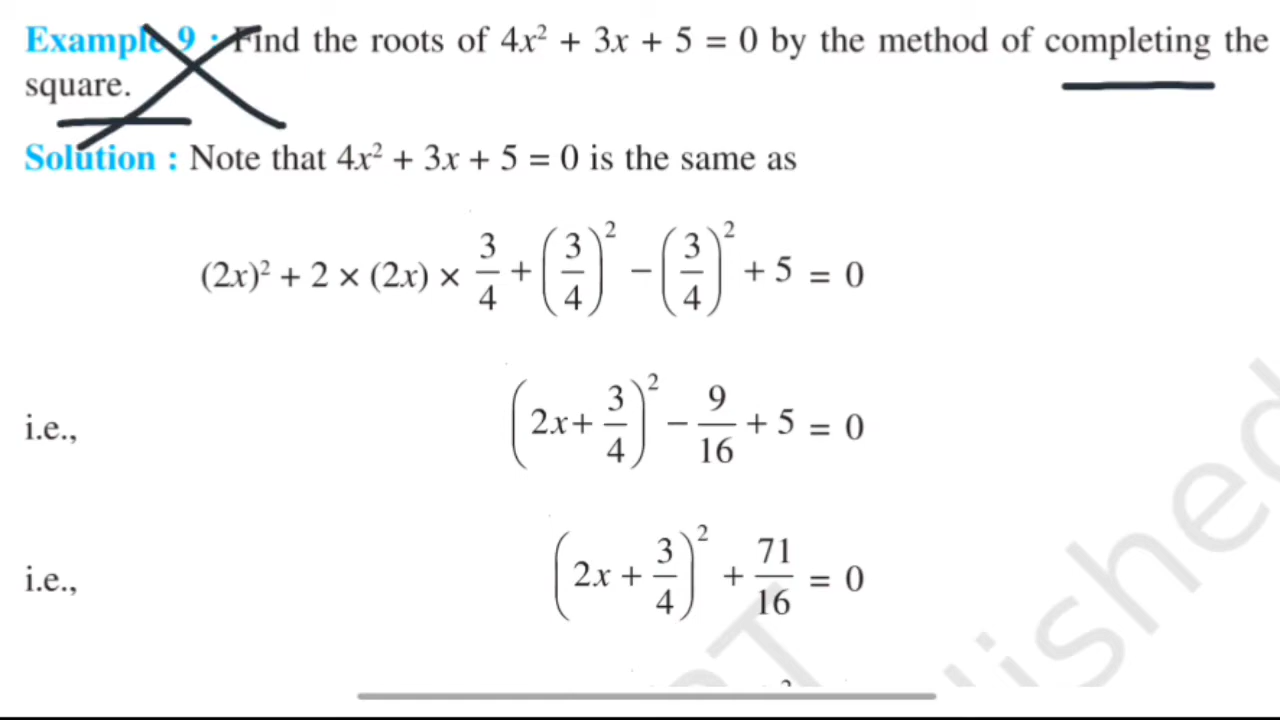 Example 9 : Find the roots of 4x² + 3x + 5 = 0 by the method of completing the
square.
Solution : Note that 4x² + 3x + 5 = 0 is the same as
(2x)² + 2 × (2x) × 3/4 + (3/4)² − (3/4)² + 5 = 0
i.e., (2x + 3/4)² − 9/16 + 5 = 0
i.e., (2x + 3/4)² + 71/16 = 0